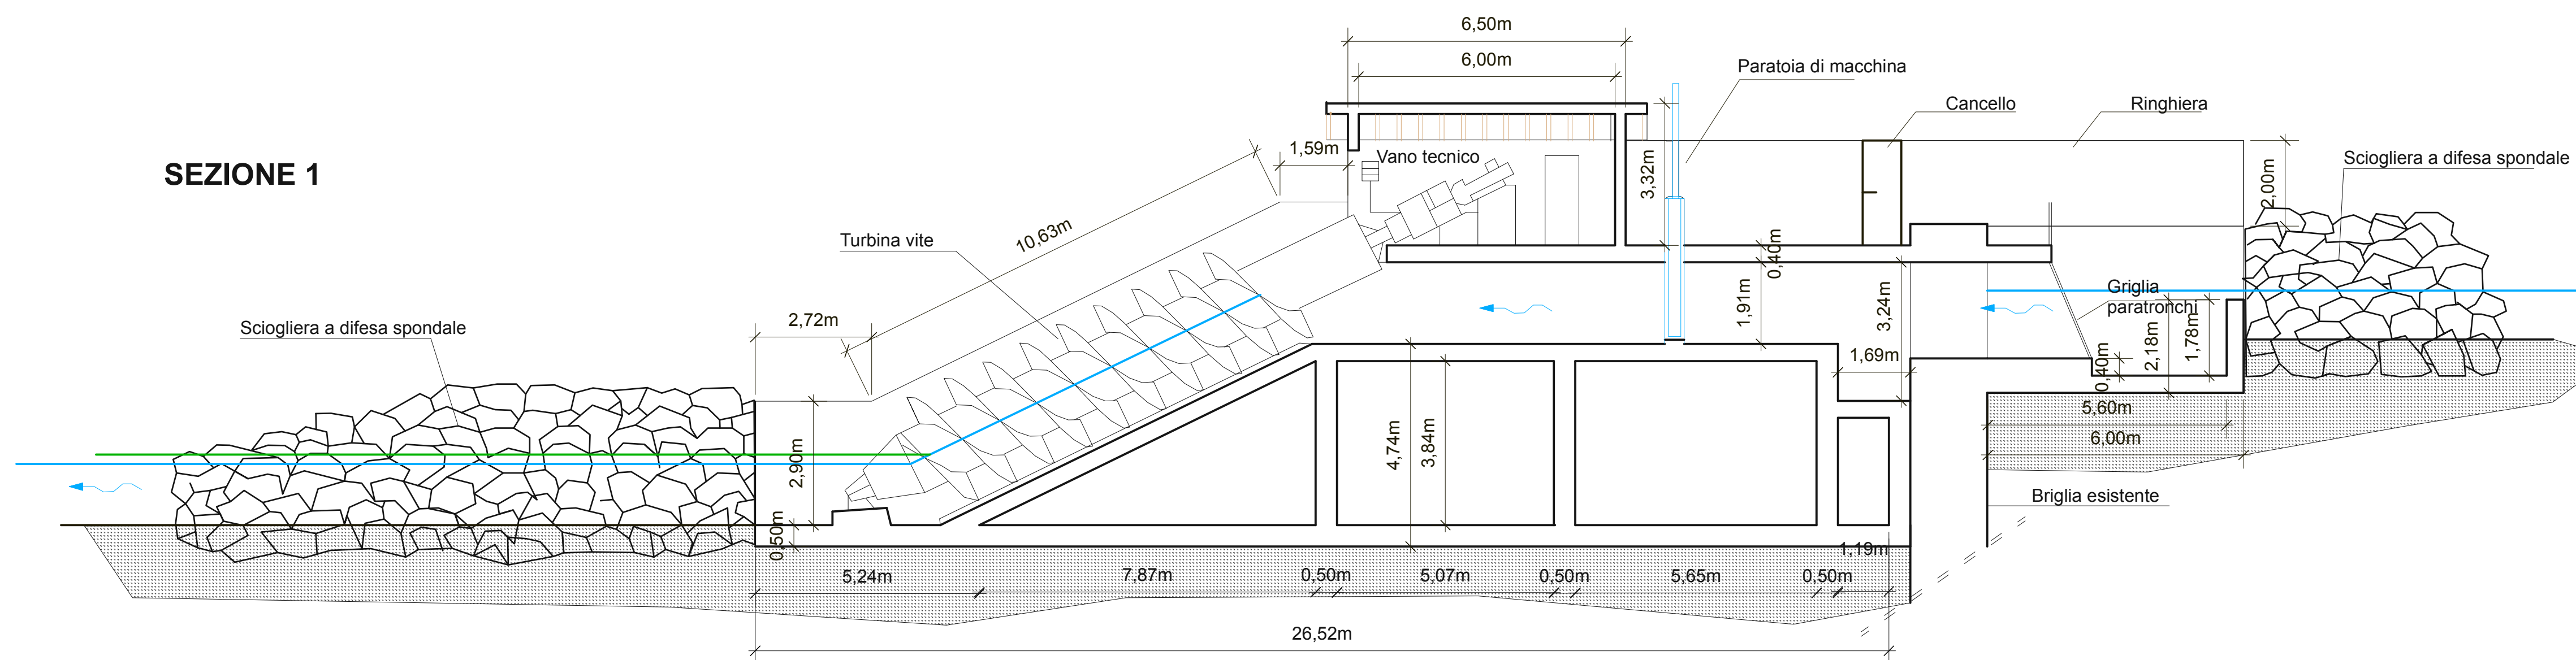 6,50m
6,00m
Paratoia di macchina
Cancello
Ringhiera
SEZIONE 1
1,59m
Vano tecnico
3,32m
2,00m
Sciogliera a difesa spondale
10,63m
Turbina vite
0,40m
1,91m
3,24m
Griglia
paratronchi
2,18m
1,78m
0,40m
2,72m
Sciogliera a difesa spondale
1,69m
5,60m
6,00m
2,90m
4,74m
3,84m
0,50m
Briglia esistente
1,19m
5,24m
7,87m
0,50m
5,07m
0,50m
5,65m
0,50m
26,52m